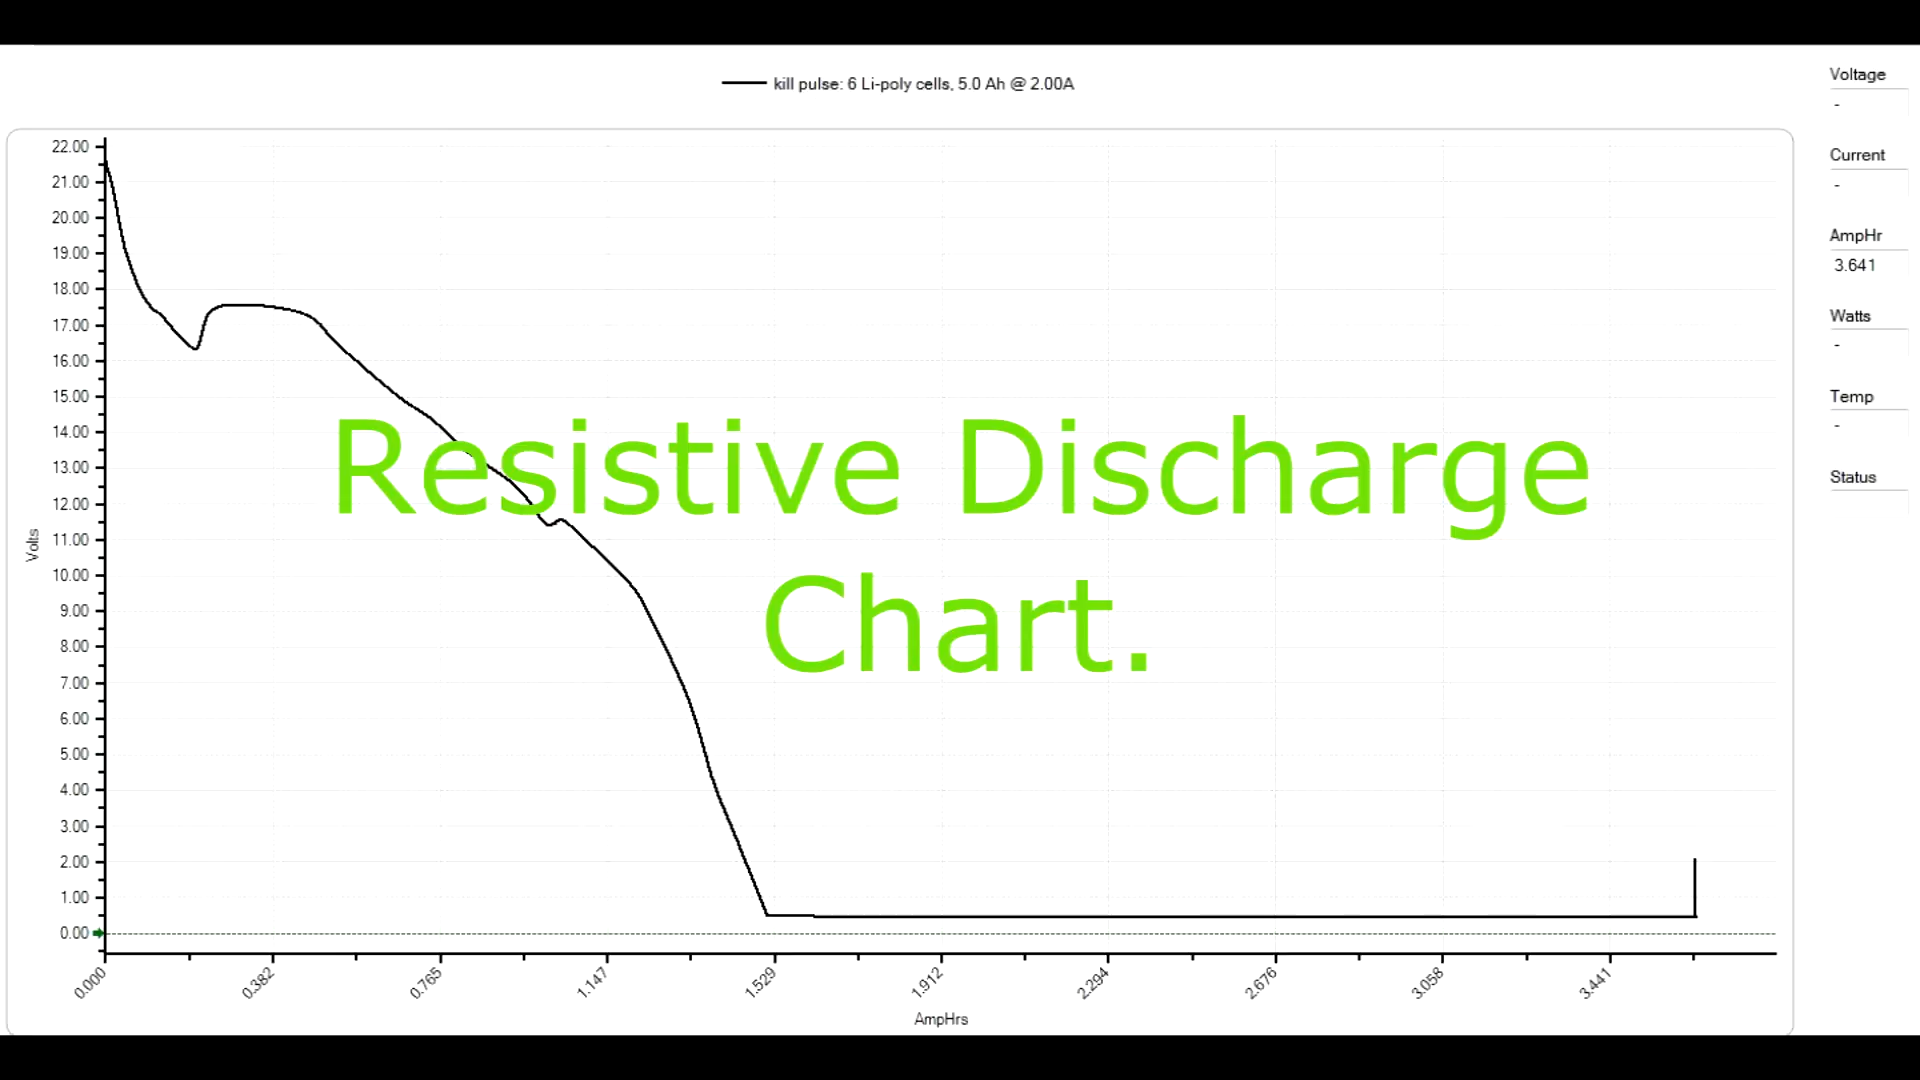 kill pulse: 6 Li-poly cells, 5.0 Ah @ 2.00A
Voltage
-
Current
-
AmpHr
3.641
Watts
-
Temp
-
Status
22.00
21.00
20.00
19.00
18.00
17.00
16.00
15.00
14.00
13.00
12.00
11.00
10.00
9.00
8.00
7.00
6.00
5.00
4.00
3.00
2.00
1.00
0.00
Volts
Resistive Discharge
Chart.
0.000 0.382 0.765 1.147 1.529 1.912 2.294 2.676 3.058 3.441
AmpHrs